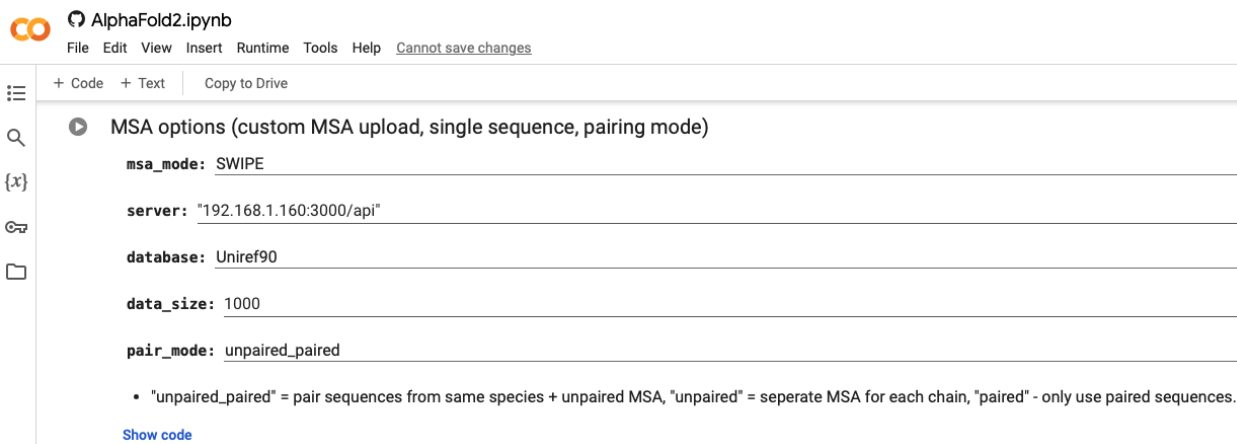 AlphaFold2.ipynb
File Edit View Insert Runtime Tools Help Cannot save changes
+ Code + Text Copy to Drive
MSA options (custom MSA upload, single sequence, pairing mode)
msa_mode: SWIPE
server: "192.168.1.160:3000/api"
database: Uniref90
data_size: 1000
pair_mode: unpaired_paired
• "unpaired_paired" = pair sequences from same species + unpaired MSA, "unpaired" = seperate MSA for each chain, "paired" - only use paired sequences.
Show code